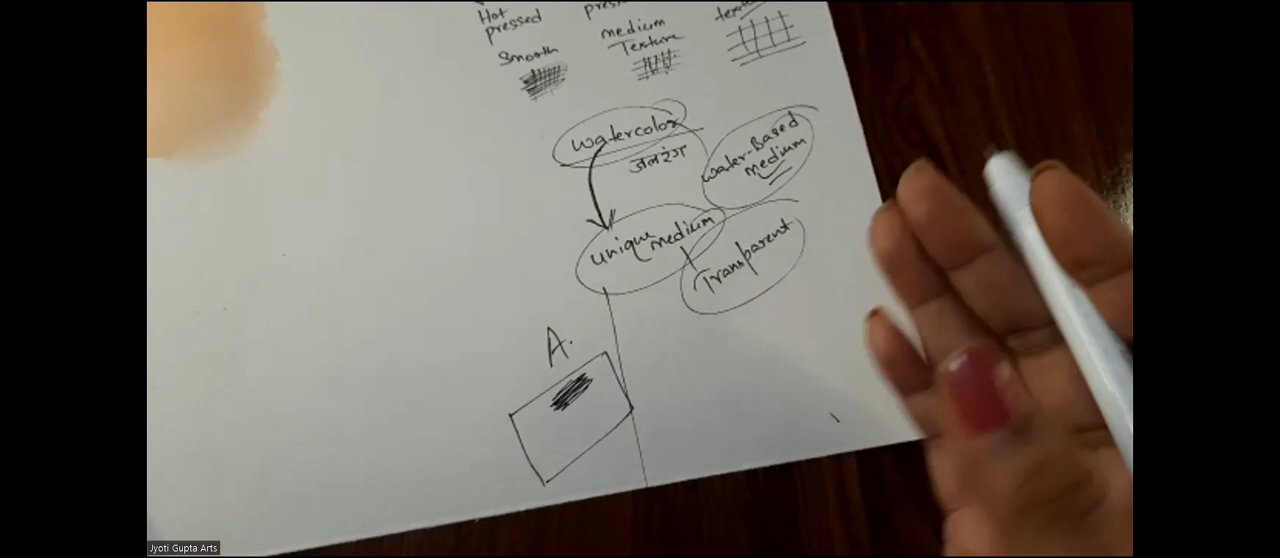 Hot
pressed
Smooth
medium
Texture
watercolor
जलरंग
water-Based
medium
unique medium
Transparent
A.
Jyoti Gupta Arts